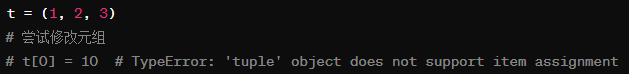 t = (1, 2, 3)
# 尝试修改元组
# t[0] = 10  # TypeError: 'tuple' object does not support item assignment